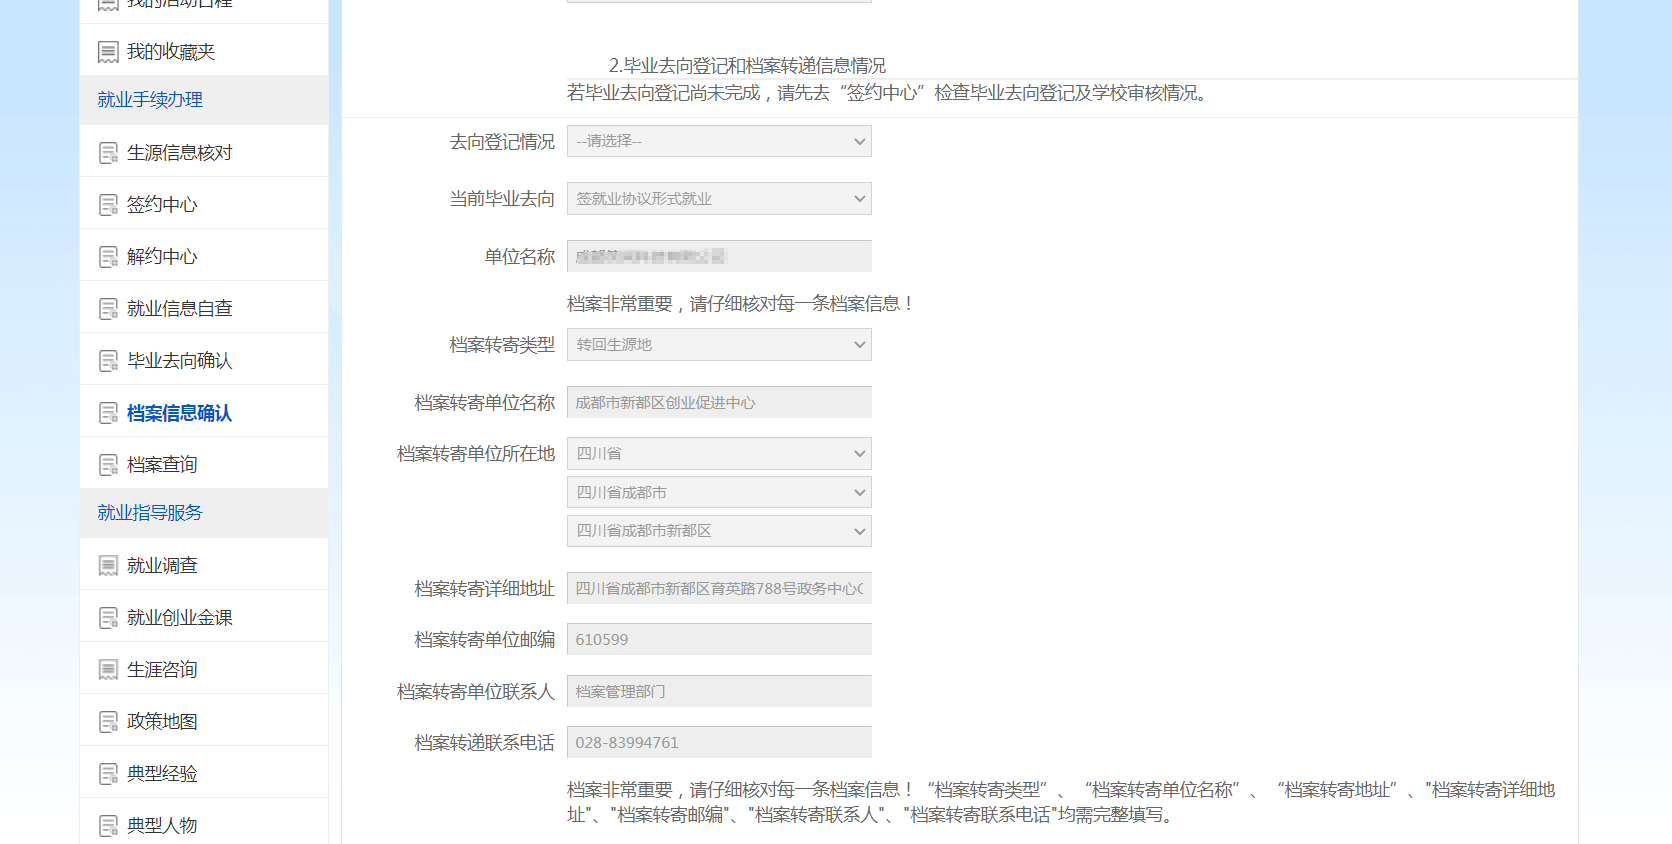 我的活动日程
我的收藏夹
就业手续办理
生源信息核对
签约中心
解约中心
就业信息自查
毕业去向确认
档案信息确认
档案查询
就业指导服务
就业调查
就业创业金课
生涯咨询
政策地图
典型经验
典型人物
2.毕业去向登记和档案转递信息情况
若毕业去向登记尚未完成，请先去“签约中心”检查毕业去向登记及学校审核情况。
去向登记情况 --请选择--
当前毕业去向 签就业协议形式就业
单位名称
档案非常重要，请仔细核对每一条档案信息！
档案转寄类型 转回生源地
档案转寄单位名称 成都市新都区创业促进中心
档案转寄单位所在地 四川省
四川省成都市
四川省成都市新都区
档案转寄详细地址 四川省成都市新都区育英路788号政务中心C
档案转寄单位邮编 610599
档案转寄单位联系人 档案管理部门
档案转递联系电话 028-83994761
档案非常重要，请仔细核对每一条档案信息！“档案转寄类型”、“档案转寄单位名称”、“档案转寄地址”、"档案转寄详细地
址"、"档案转寄邮编"、"档案转寄联系人"、"档案转寄联系电话"均需完整填写。